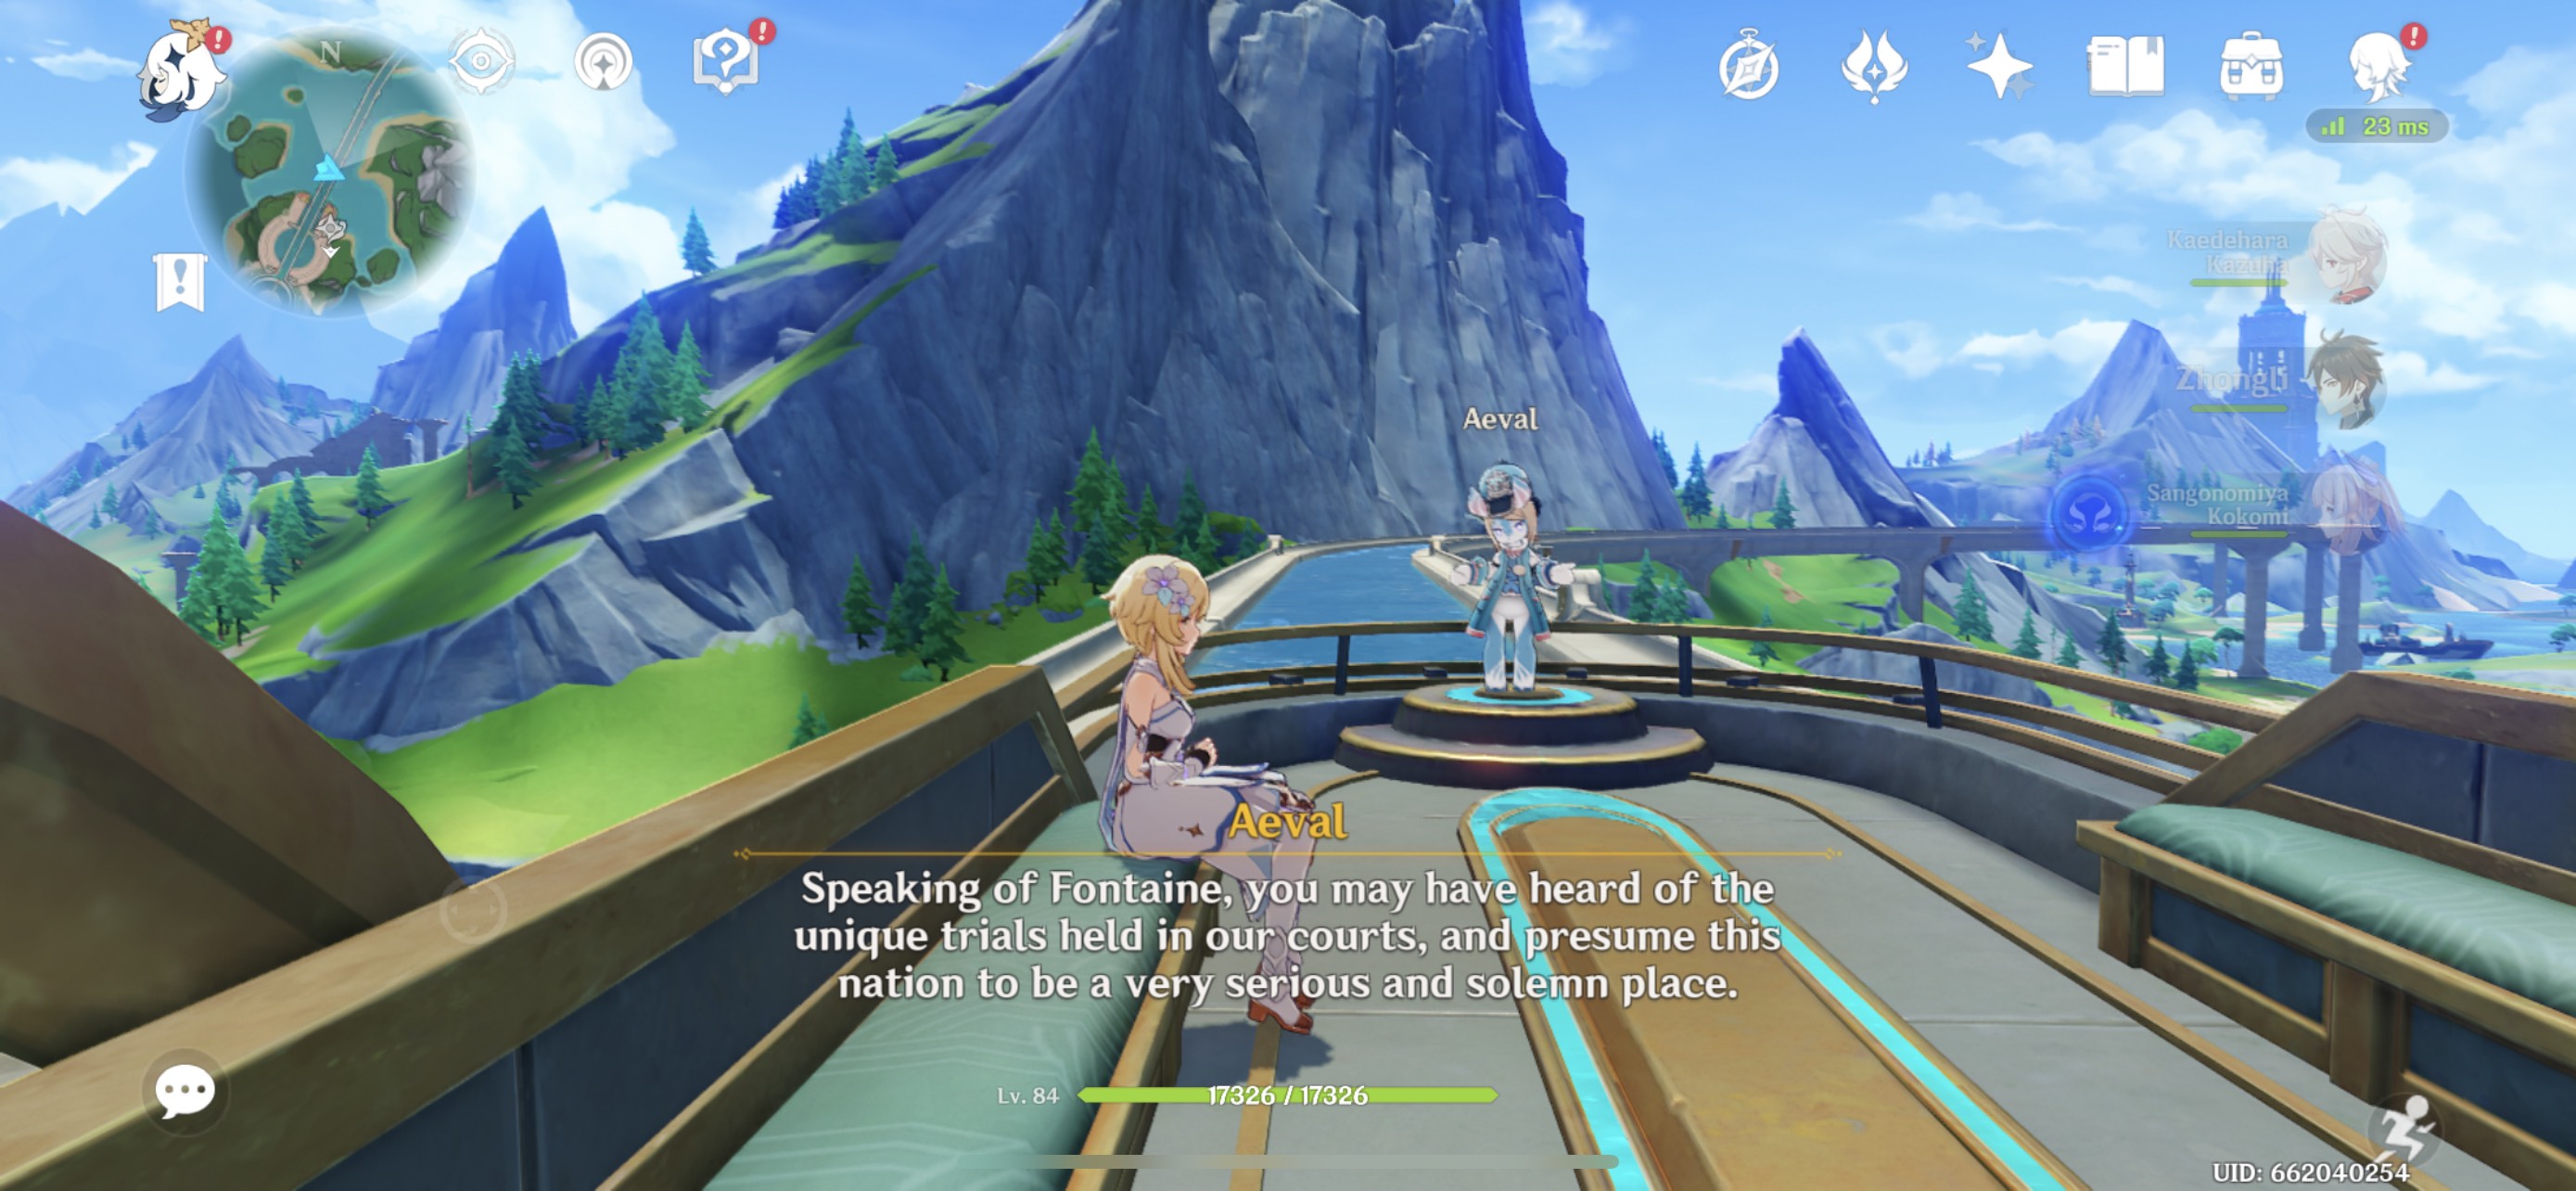 N
23 ms
Kaedehara
Kazuha
Zhongli
Aeval
Sangonomiya
Kokomi
Aeval
Speaking of Fontaine, you may have heard of the
unique trials held in our courts, and presume this
nation to be a very serious and solemn place.
Lv. 84
17326 / 17326
UID: 662040254